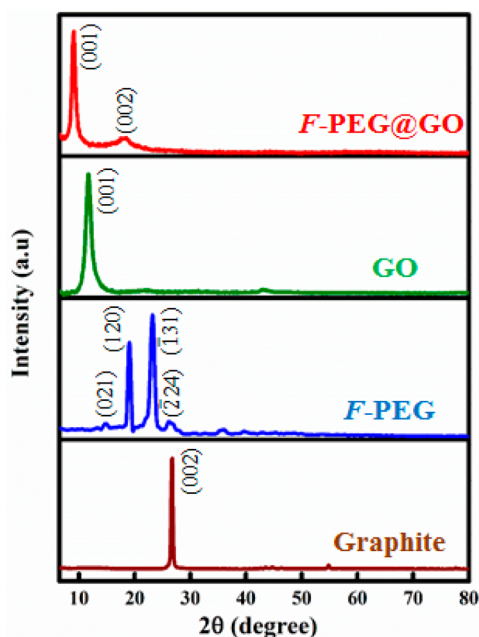 (001)
(002)
F-PEG@GO
(001)
GO
(021)
(120)
(1̄31)
(2̄24)
F-PEG
(002)
Graphite
Intensity (a.u)
10 20 30 40 50 60 70 80
2θ (degree)